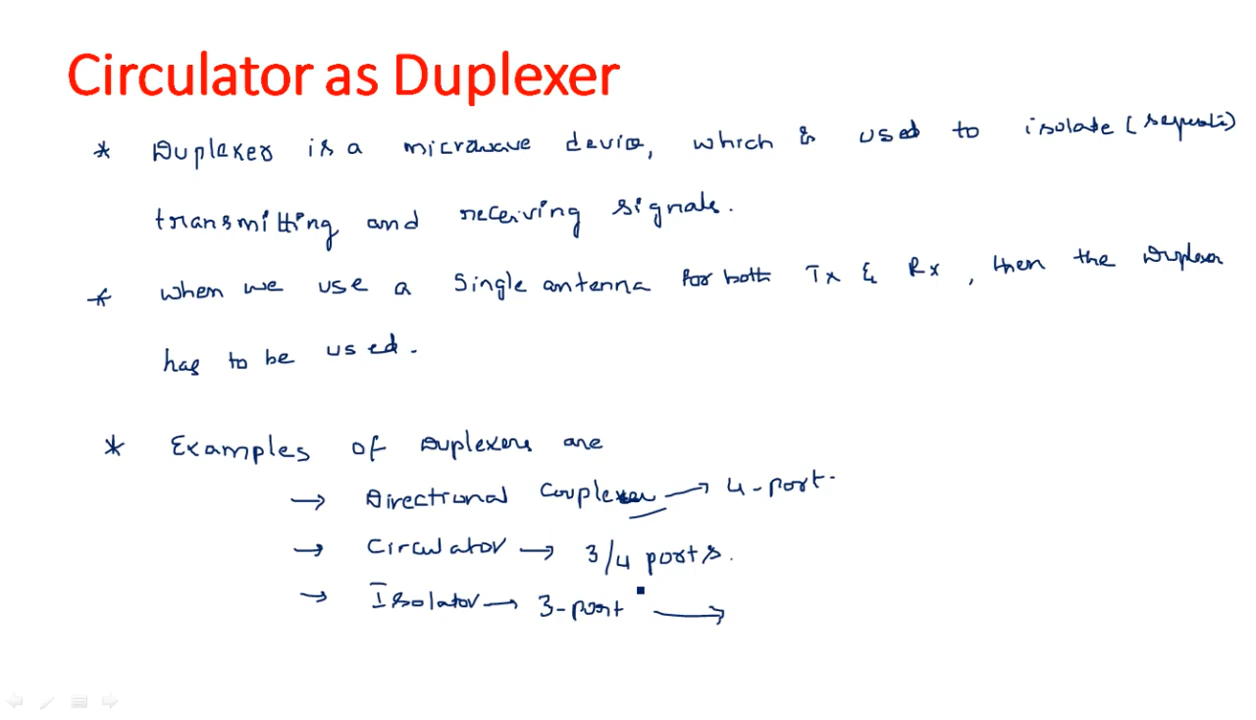 Circulator as Duplexer
* Duplexer is a microwave device, which is used to isolate (separate)
transmitting and receiving signals.
* when we use a single antenna for both Tx & Rx, then the Duplexer
has to be used.
* Examples of Duplexers are
→ Directional Coupler → 4-port.
→ Circulator → 3/4 ports.
→ Isolator → 3-port →